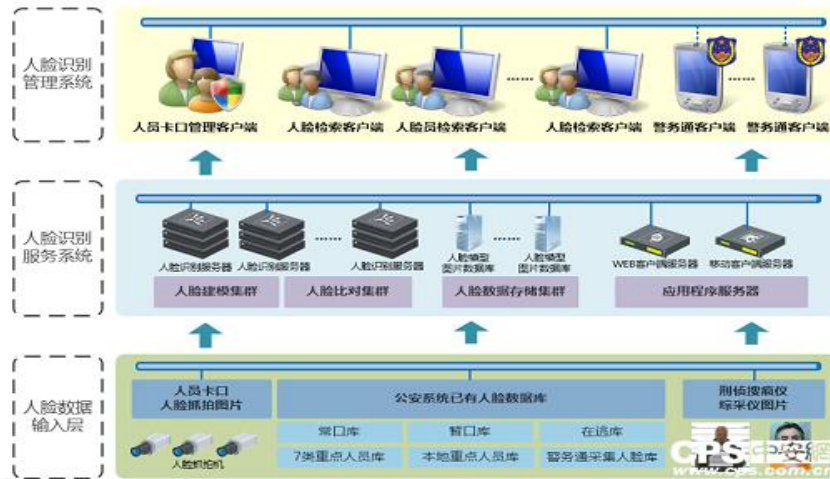 人脸识别
管理系统
人员卡口管理客户端
人脸检索客户端
人脸员检索客户端
……
人脸检索客户端
警务通客户端
……
警务通客户端
人脸识别
服务系统
人脸识别服务器
人脸识别服务器
……
人脸识别服务器
人脸模型
图片数据库
……
人脸模型
图片数据库
WEB客户端服务器
移动客户端服务器
人脸建模集群
人脸比对集群
人脸数据存储集群
应用程序服务器
人脸数据
输入层
人员卡口
人脸抓拍图片
公安系统已有人脸数据库
刑侦搜痕仪
综采仪图片
人脸抓拍机
常口库
暂口库
在逃库
7类重点人员库
本地重点人员库
警务通采集人脸库
CPS中安网
www.cps.com.cn